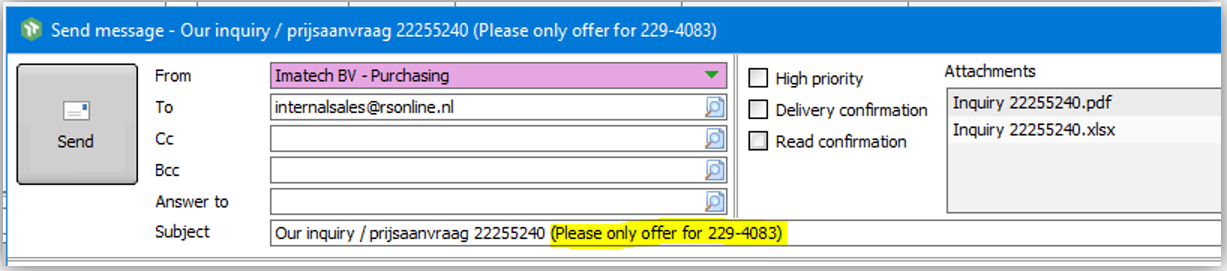 Send message - Our inquiry / prijsaanvraag 22255240 (Please only offer for 229-4083)
Send
From Imatech BV - Purchasing
To internalsales@rsonline.nl
Cc
Bcc
Answer to
Subject Our inquiry / prijsaanvraag 22255240 (Please only offer for 229-4083)
High priority
Delivery confirmation
Read confirmation
Attachments
Inquiry 22255240.pdf
Inquiry 22255240.xlsx